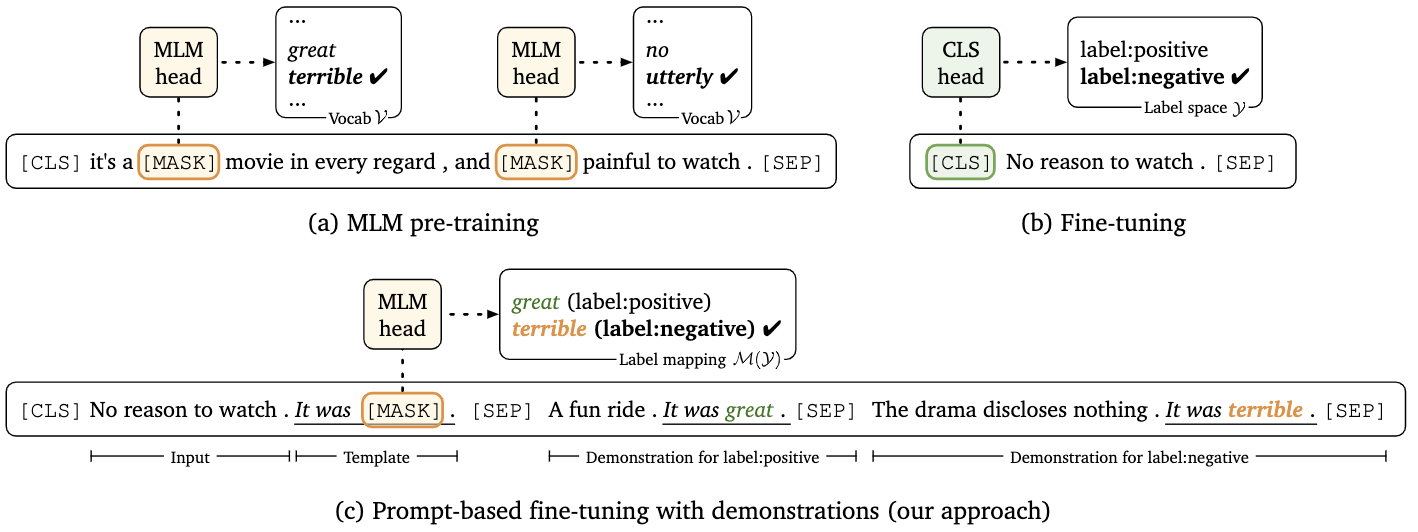 MLM
head
...
great
terrible ✔
...
Vocab 𝒱
MLM
head
...
no
utterly ✔
...
Vocab 𝒱
[CLS] it's a [MASK] movie in every regard , and [MASK] painful to watch . [SEP]
(a) MLM pre-training
CLS
head
label:positive
label:negative ✔
Label space 𝒴
[CLS] No reason to watch . [SEP]
(b) Fine-tuning
MLM
head
great (label:positive)
terrible (label:negative) ✔
Label mapping ℳ(𝒴)
[CLS] No reason to watch . It was [MASK] . [SEP] A fun ride . It was great . [SEP] The drama discloses nothing . It was terrible . [SEP]
Input Template Demonstration for label:positive Demonstration for label:negative
(c) Prompt-based fine-tuning with demonstrations (our approach)